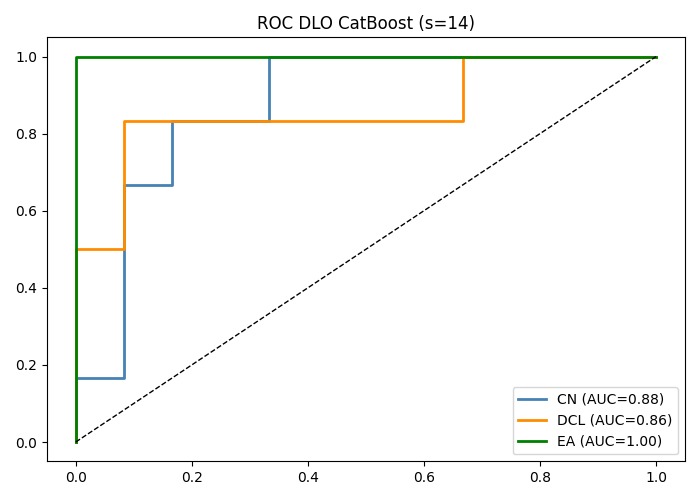 ROC DLO CatBoost (s=14)
1.0
0.8
0.6
0.4
0.2
0.0
0.0 0.2 0.4 0.6 0.8 1.0
CN (AUC=0.88)
DCL (AUC=0.86)
EA (AUC=1.00)